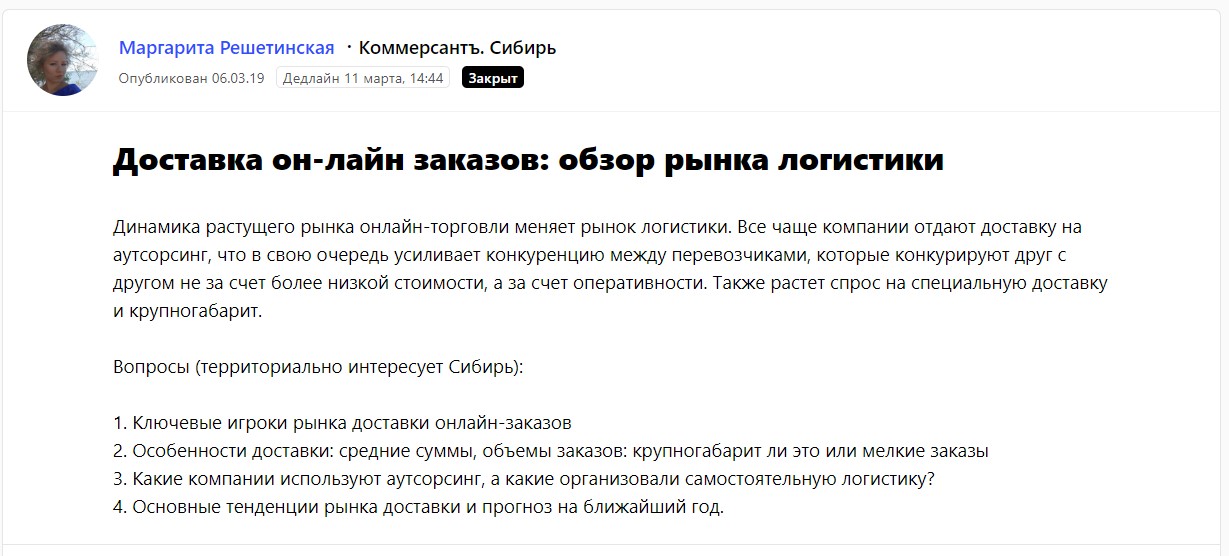 Маргарита Решетинская · Коммерсантъ. Сибирь
Опубликован 06.03.19 Дедлайн 11 марта, 14:44 Закрыт
Доставка он-лайн заказов: обзор рынка логистики
Динамика растущего рынка онлайн-торговли меняет рынок логистики. Все чаще компании отдают доставку на
аутсорсинг, что в свою очередь усиливает конкуренцию между перевозчиками, которые конкурируют друг с
другом не за счет более низкой стоимости, а за счет оперативности. Также растет спрос на специальную доставку
и крупногабарит.
Вопросы (территориально интересует Сибирь):
1. Ключевые игроки рынка доставки онлайн-заказов
2. Особенности доставки: средние суммы, объемы заказов: крупногабарит ли это или мелкие заказы
3. Какие компании используют аутсорсинг, а какие организовали самостоятельную логистику?
4. Основные тенденции рынка доставки и прогноз на ближайший год.